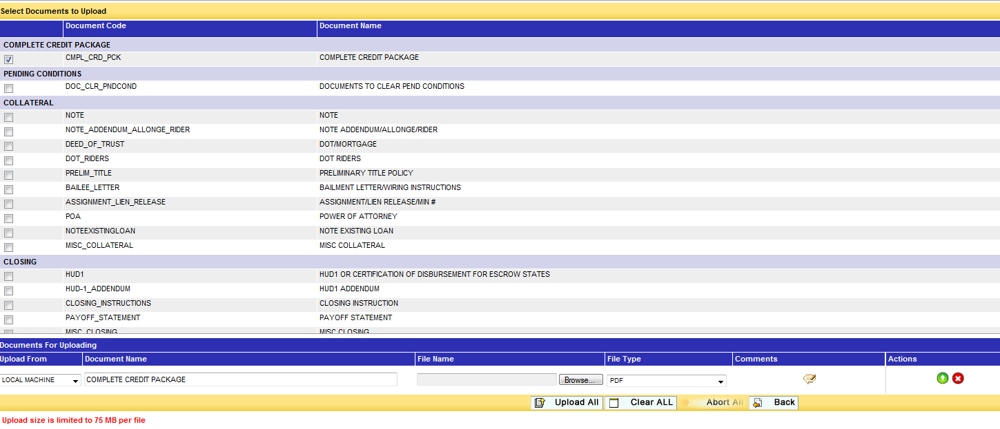 Select Documents to Upload
Document Code Document Name
COMPLETE CREDIT PACKAGE
CMPL_CRD_PCK COMPLETE CREDIT PACKAGE
PENDING CONDITIONS
DOC_CLR_PNDCOND DOCUMENTS TO CLEAR PEND CONDITIONS
COLLATERAL
NOTE NOTE
NOTE_ADDENDUM_ALLONGE_RIDER NOTE ADDENDUM/ALLONGE/RIDER
DEED_OF_TRUST DOT/MORTGAGE
DOT_RIDERS DOT RIDERS
PRELIM_TITLE PRELIMINARY TITLE POLICY
BAILEE_LETTER BAILMENT LETTER/WIRING INSTRUCTIONS
ASSIGNMENT_LIEN_RELEASE ASSIGNMENT/LIEN RELEASE/MIN #
POA POWER OF ATTORNEY
NOTEEXISTINGLOAN NOTE EXISTING LOAN
MISC_COLLATERAL MISC COLLATERAL
CLOSING
HUD1 HUD1 OR CERTIFICATION OF DISBURSEMENT FOR ESCROW STATES
HUD-1_ADDENDUM HUD1 ADDENDUM
CLOSING_INSTRUCTIONS CLOSING INSTRUCTION
PAYOFF_STATEMENT PAYOFF STATEMENT
MISC_CLOSING MISC CLOSING
Documents For Uploading
Upload From Document Name File Name File Type Comments Actions
LOCAL MACHINE COMPLETE CREDIT PACKAGE Browse... PDF
Upload All Clear ALL Abort All Back
Upload size is limited to 75 MB per file